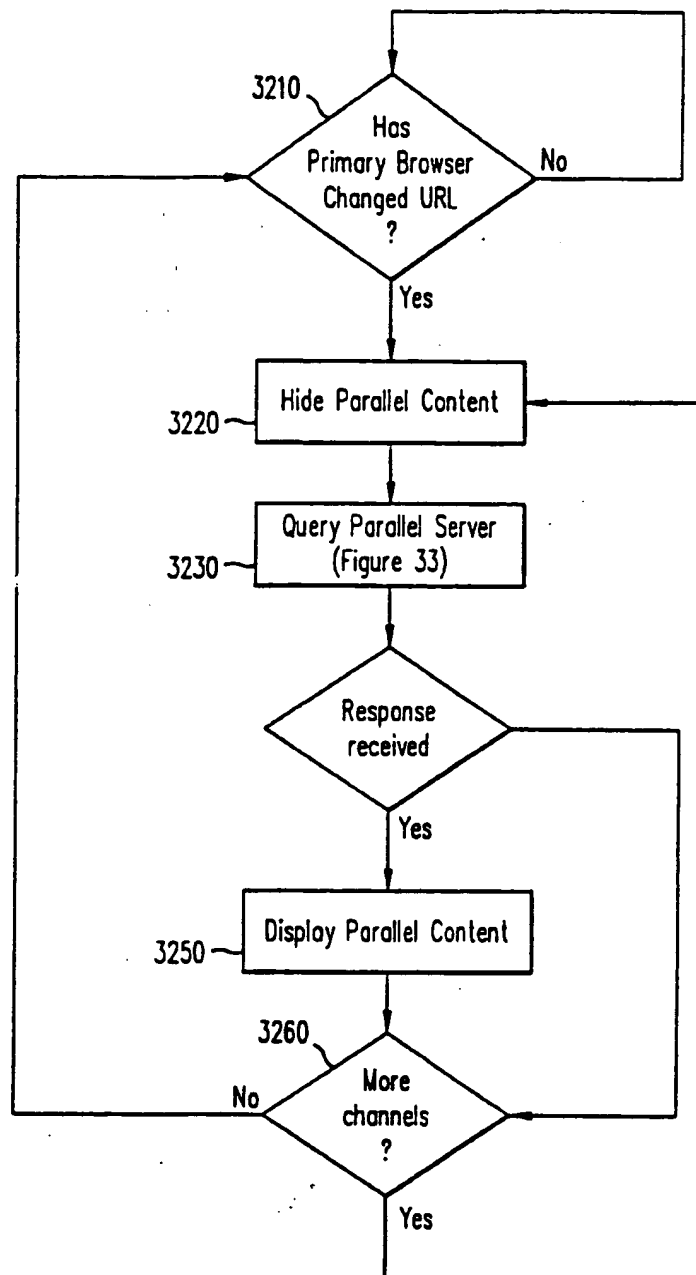 3210
Has
Primary Browser
Changed URL
?
No
Yes
Hide Parallel Content
3220
Query Parallel Server
(Figure 33)
3230
Response
received
Yes
Display Parallel Content
3250
3260
More
channels
?
No
Yes